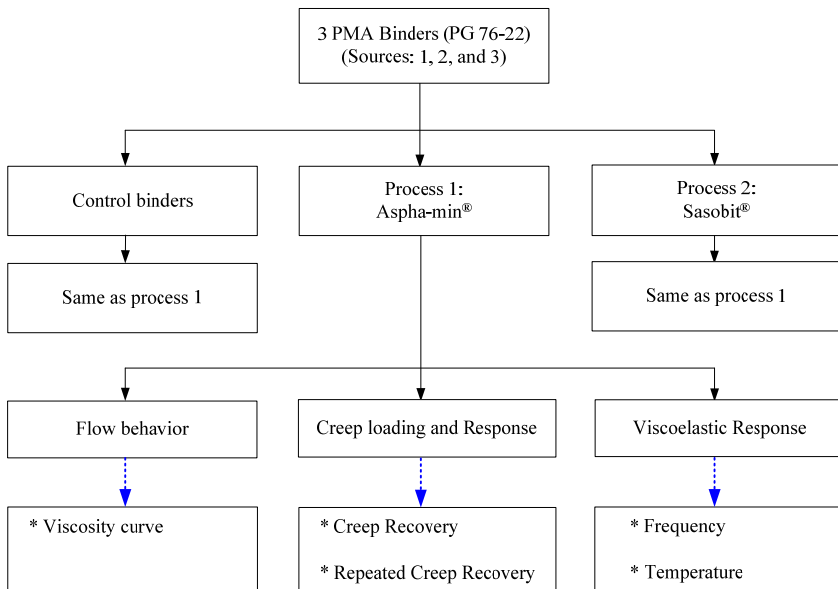 3 PMA Binders (PG 76-22)
(Sources: 1, 2, and 3)
Control binders
Process 1:
Aspha-min®
Process 2:
Sasobit®
Same as process 1
Same as process 1
Flow behavior
Creep loading and Response
Viscoelastic Response
* Viscosity curve
* Creep Recovery
* Repeated Creep Recovery
* Frequency
* Temperature